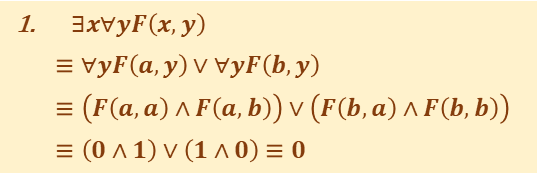 1. ∃x∀yF(x, y)
≡ ∀yF(a, y) ∨ ∀yF(b, y)
≡ (F(a, a) ∧ F(a, b)) ∨ (F(b, a) ∧ F(b, b))
≡ (0 ∧ 1) ∨ (1 ∧ 0) ≡ 0